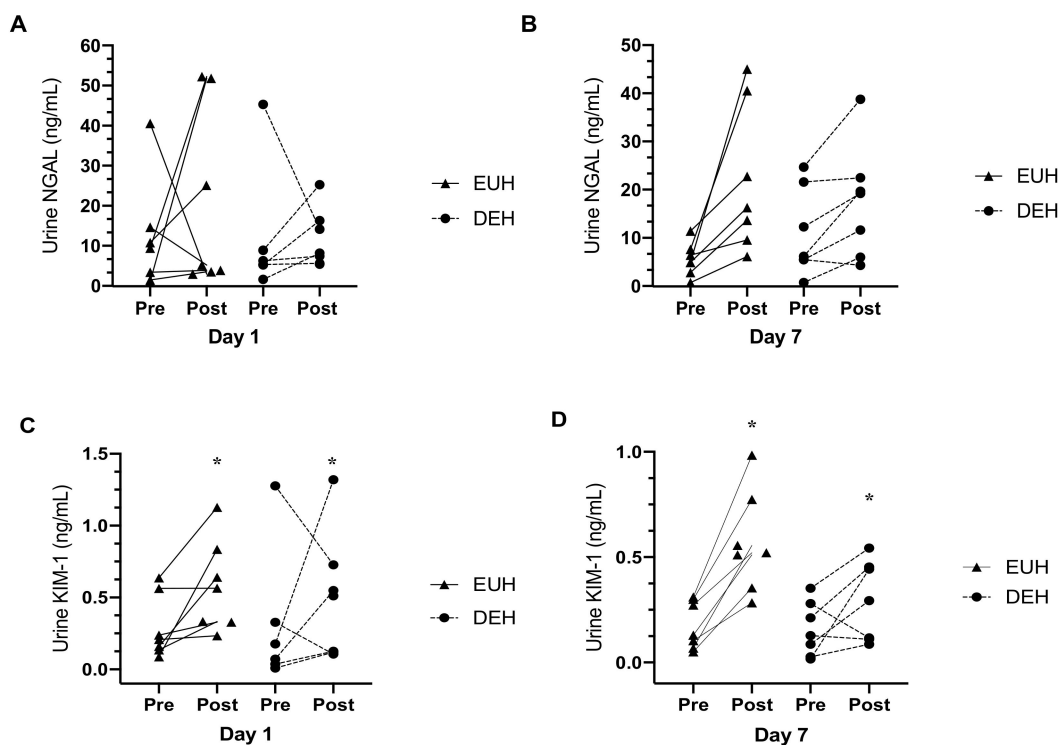 A
Urine NGAL (ng/mL)
60
50
40
30
20
10
0
Pre Post Pre Post
Day 1
EUH
DEH
B
Urine NGAL (ng/mL)
50
40
30
20
10
0
Pre Post Pre Post
Day 7
EUH
DEH
C
Urine KIM-1 (ng/mL)
1.5
1.0
0.5
0.0
* *
Pre Post Pre Post
Day 1
EUH
DEH
D
Urine KIM-1 (ng/mL)
1.0
0.5
0.0
*
*
Pre Post Pre Post
Day 7
EUH
DEH